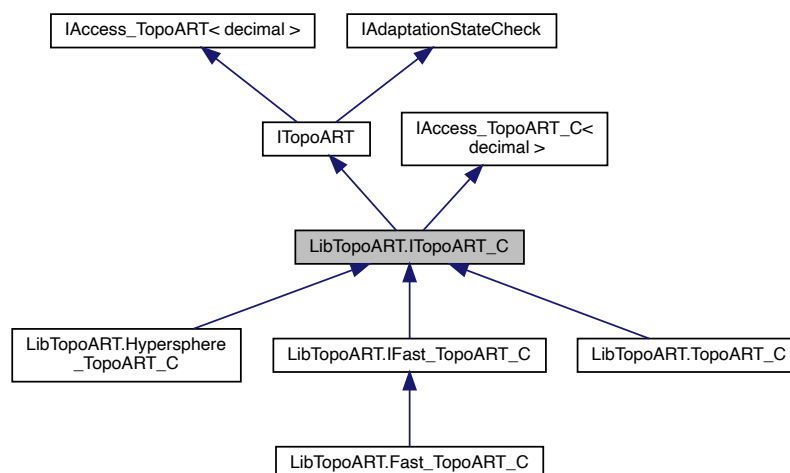 IAccess_TopoART< decimal >
IAdaptationStateCheck
ITopoART
IAccess_TopoART_C<
decimal >
LibTopoART.ITopoART_C
LibTopoART.Hypersphere
_TopoART_C
LibTopoART.IFast_TopoART_C
LibTopoART.TopoART_C
LibTopoART.Fast_TopoART_C